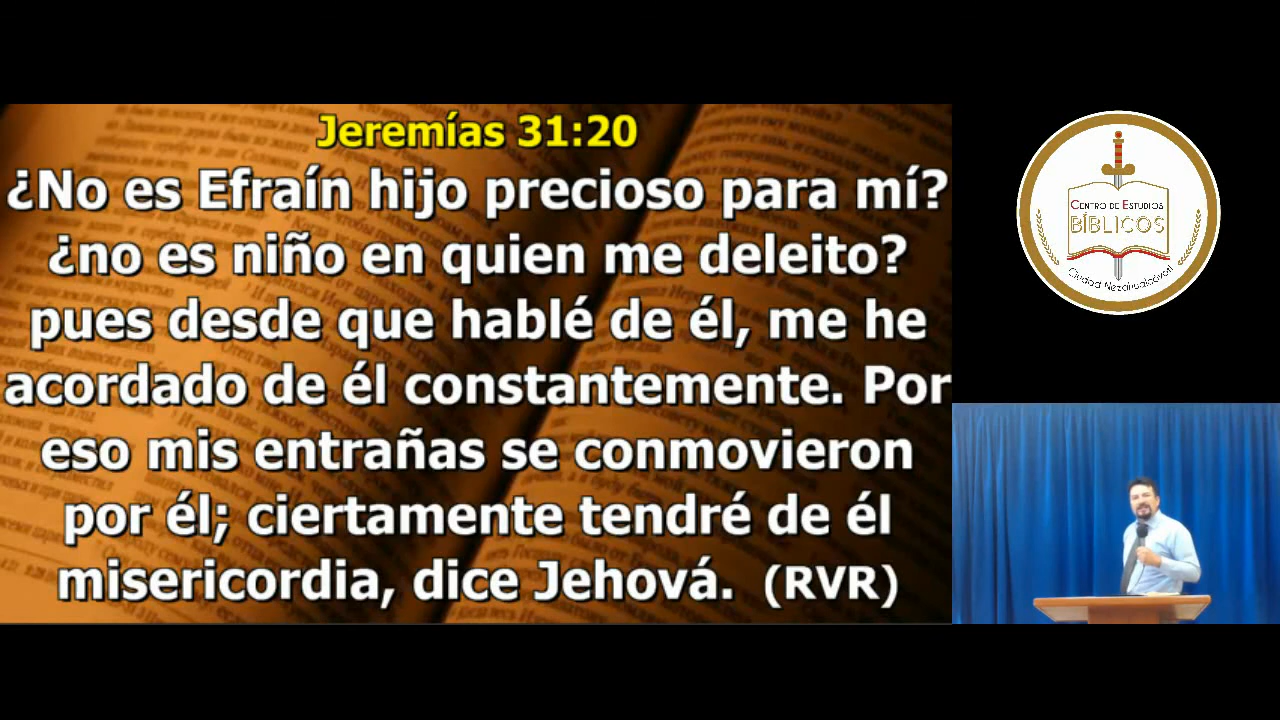 Jeremías 31:20
¿No es Efraín hijo precioso para mí?
¿no es niño en quien me deleito?
pues desde que hablé de él, me he
acordado de él constantemente. Por
eso mis entrañas se conmovieron
por él; ciertamente tendré de él
misericordia, dice Jehová. (RVR)
CENTRO DE ESTUDIOS
BÍBLICOS
Ciudad Nezahualcóyotl